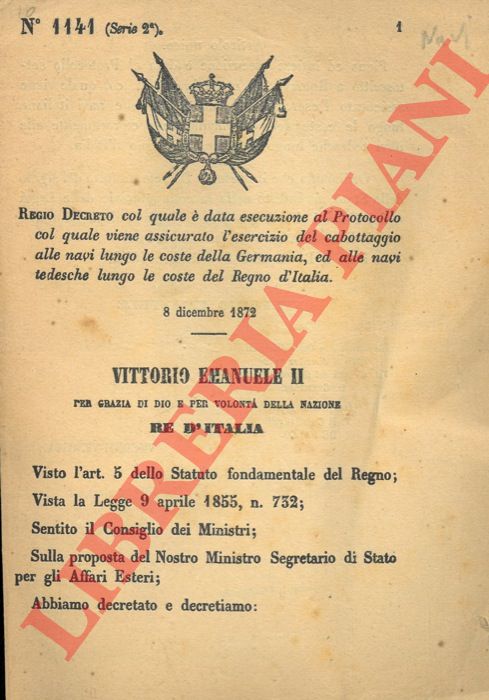 N° 1141 (Serie 2ª).
1
Navi
REGIO DECRETO col quale è data esecuzione al Protocollo
col quale viene assicurato l'esercizio del cabottaggio
alle navi lungo le coste della Germania, ed alle navi
tedesche lungo le coste del Regno d'Italia.
8 dicembre 1872
VITTORIO EMANUELE II
PER GRAZIA DI DIO E PER VOLONTÀ DELLA NAZIONE
RE D'ITALIA
Visto l'art. 5 dello Statuto fondamentale del Regno;
Vista la Legge 9 aprile 1855, n. 732;
Sentito il Consiglio dei Ministri;
Sulla proposta del Nostro Ministro Segretario di Stato
per gli Affari Esteri;
Abbiamo decretato e decretiamo:
LIBRERIA PIANI